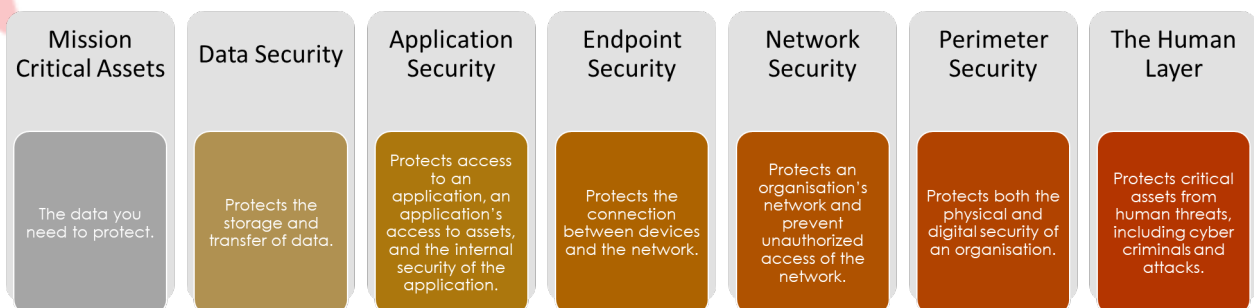 Mission
Critical Assets
The data you
need to protect.
Data Security
Protects the
storage and
transfer of data.
Application
Security
Protects access
to an
application, an
application's
access to assets,
and the internal
security of the
application.
Endpoint
Security
Protects the
connection
between devices
and the network.
Network
Security
Protects an
organisation's
network and
prevent
unauthorized
access of the
network.
Perimeter
Security
Protects both the
physical and
digital security of
an organisation.
The Human
Layer
Protects critical
assets from
human threats,
including cyber
criminals and
attacks.